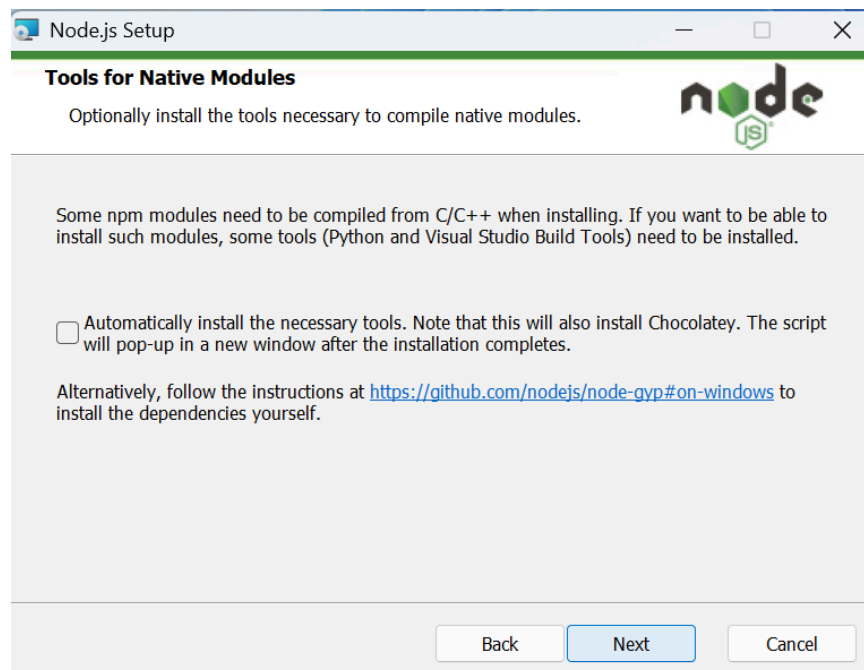 Node.js Setup
Tools for Native Modules
Optionally install the tools necessary to compile native modules.
node
JS
Some npm modules need to be compiled from C/C++ when installing. If you want to be able to
install such modules, some tools (Python and Visual Studio Build Tools) need to be installed.
Automatically install the necessary tools. Note that this will also install Chocolatey. The script
will pop-up in a new window after the installation completes.
Alternatively, follow the instructions at https://github.com/nodejs/node-gyp#on-windows to
install the dependencies yourself.
Back
Next
Cancel